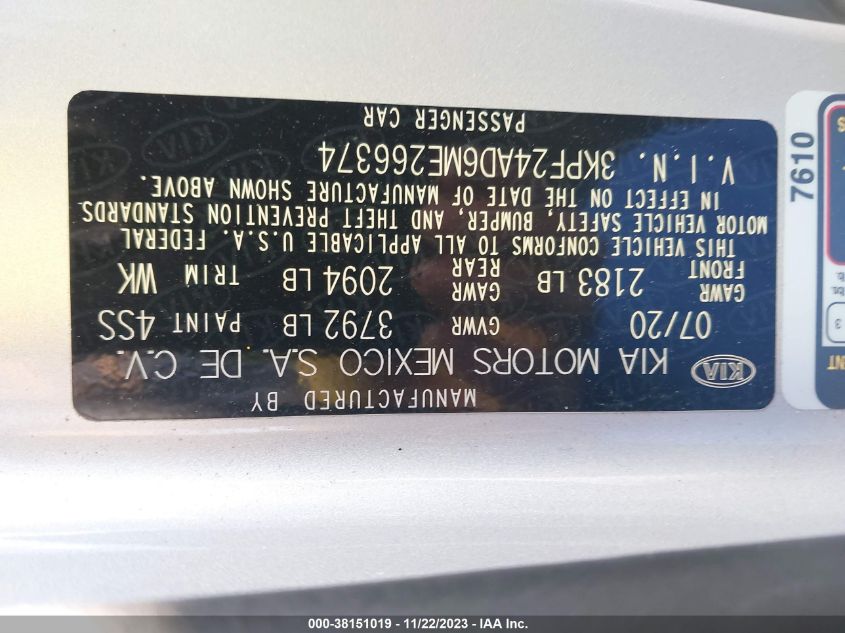 MANUFACTURED BY
KIA KIA MOTORS MEXICO S.A. DE C.V.
07/20 GVWR 3792 LB PAINT 4SS
GAWR FRONT 2183 LB GAWR REAR 2094 LB TRIM WK
THIS VEHICLE CONFORMS TO ALL APPLICABLE U.S.A. FEDERAL
MOTOR VEHICLE SAFETY, BUMPER, AND THEFT PREVENTION STANDARDS
IN EFFECT ON THE DATE OF MANUFACTURE SHOWN ABOVE.
V.I.N. 3KPF24AD6ME266374
PASSENGER CAR
7610
3
000-38151019 - 11/22/2023 - IAA Inc.